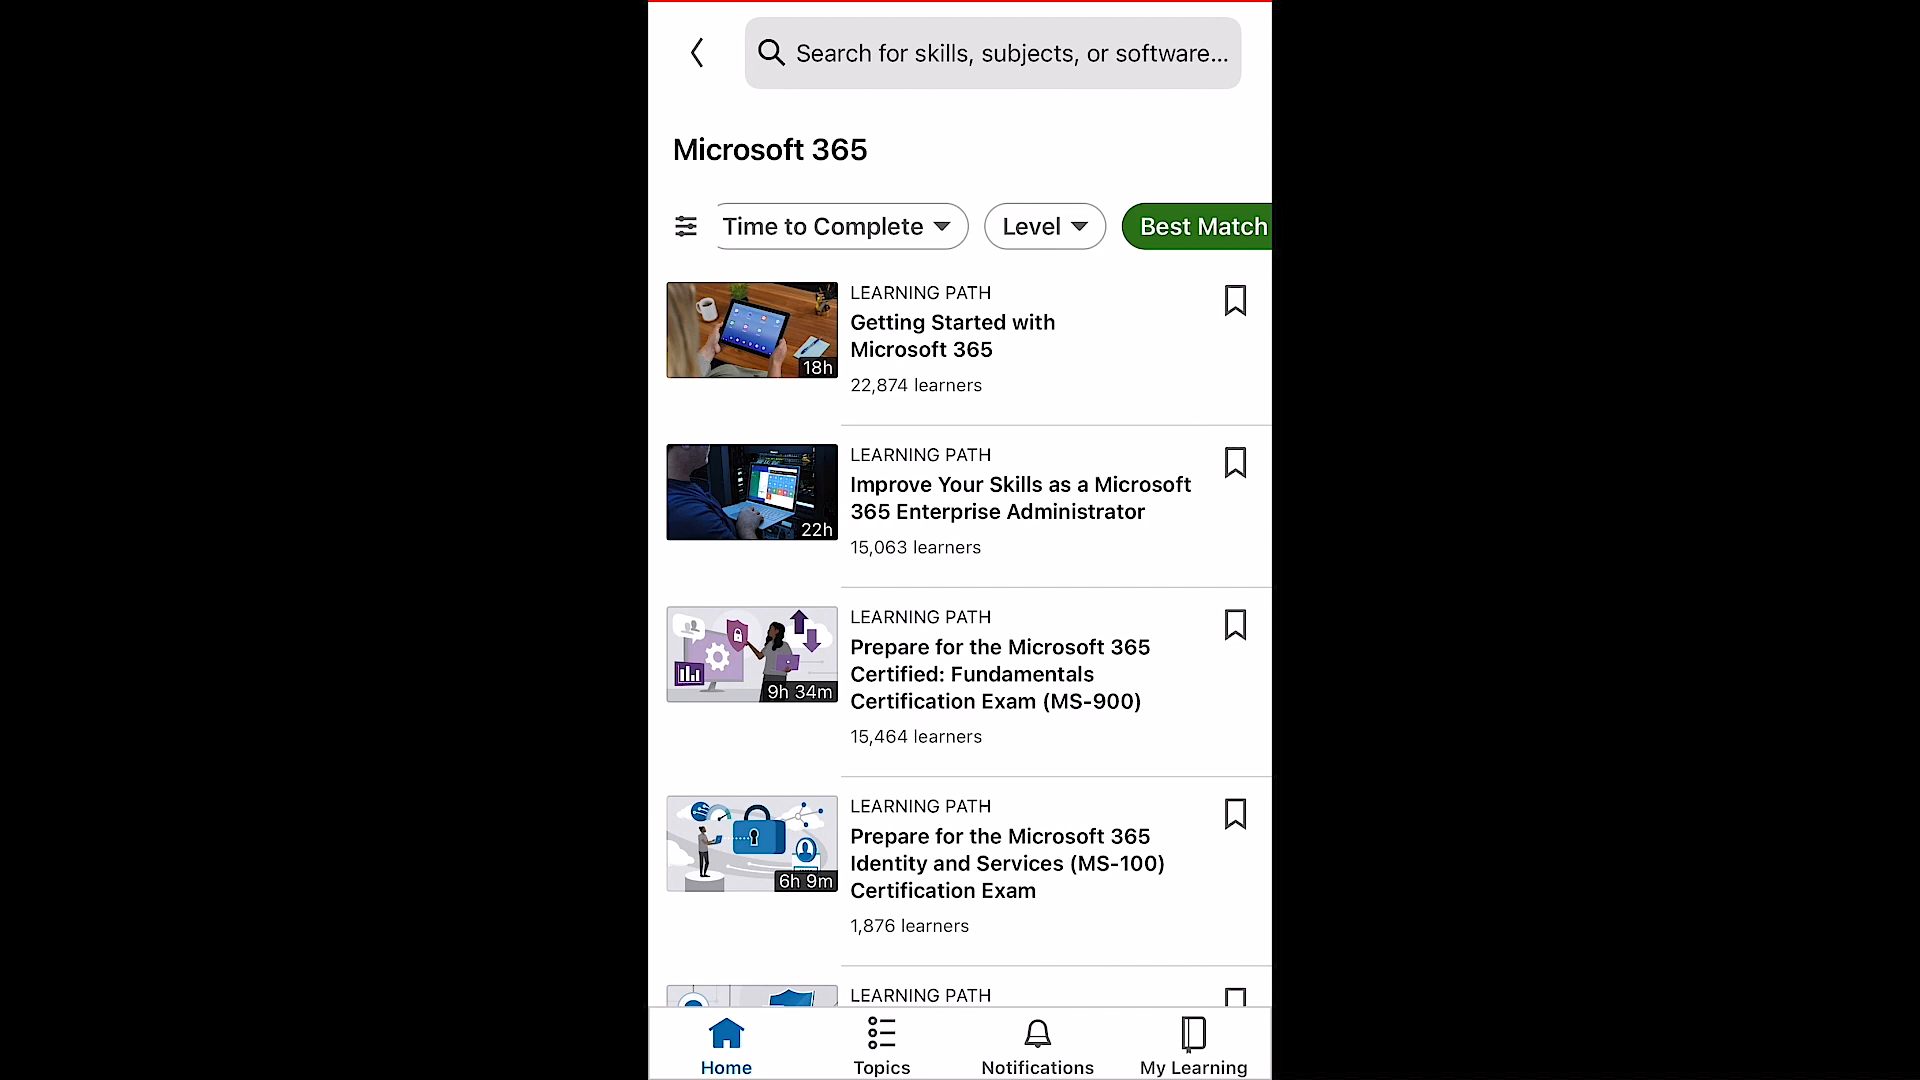 Search for skills, subjects, or software...
Microsoft 365
Time to Complete
Level
Best Match
LEARNING PATH
Getting Started with
Microsoft 365
18h
22,874 learners
LEARNING PATH
Improve Your Skills as a Microsoft
365 Enterprise Administrator
22h
15,063 learners
LEARNING PATH
Prepare for the Microsoft 365
Certified: Fundamentals
Certification Exam (MS-900)
9h 34m
15,464 learners
LEARNING PATH
Prepare for the Microsoft 365
Identity and Services (MS-100)
Certification Exam
6h 9m
1,876 learners
LEARNING PATH
Home
Topics
Notifications
My Learning